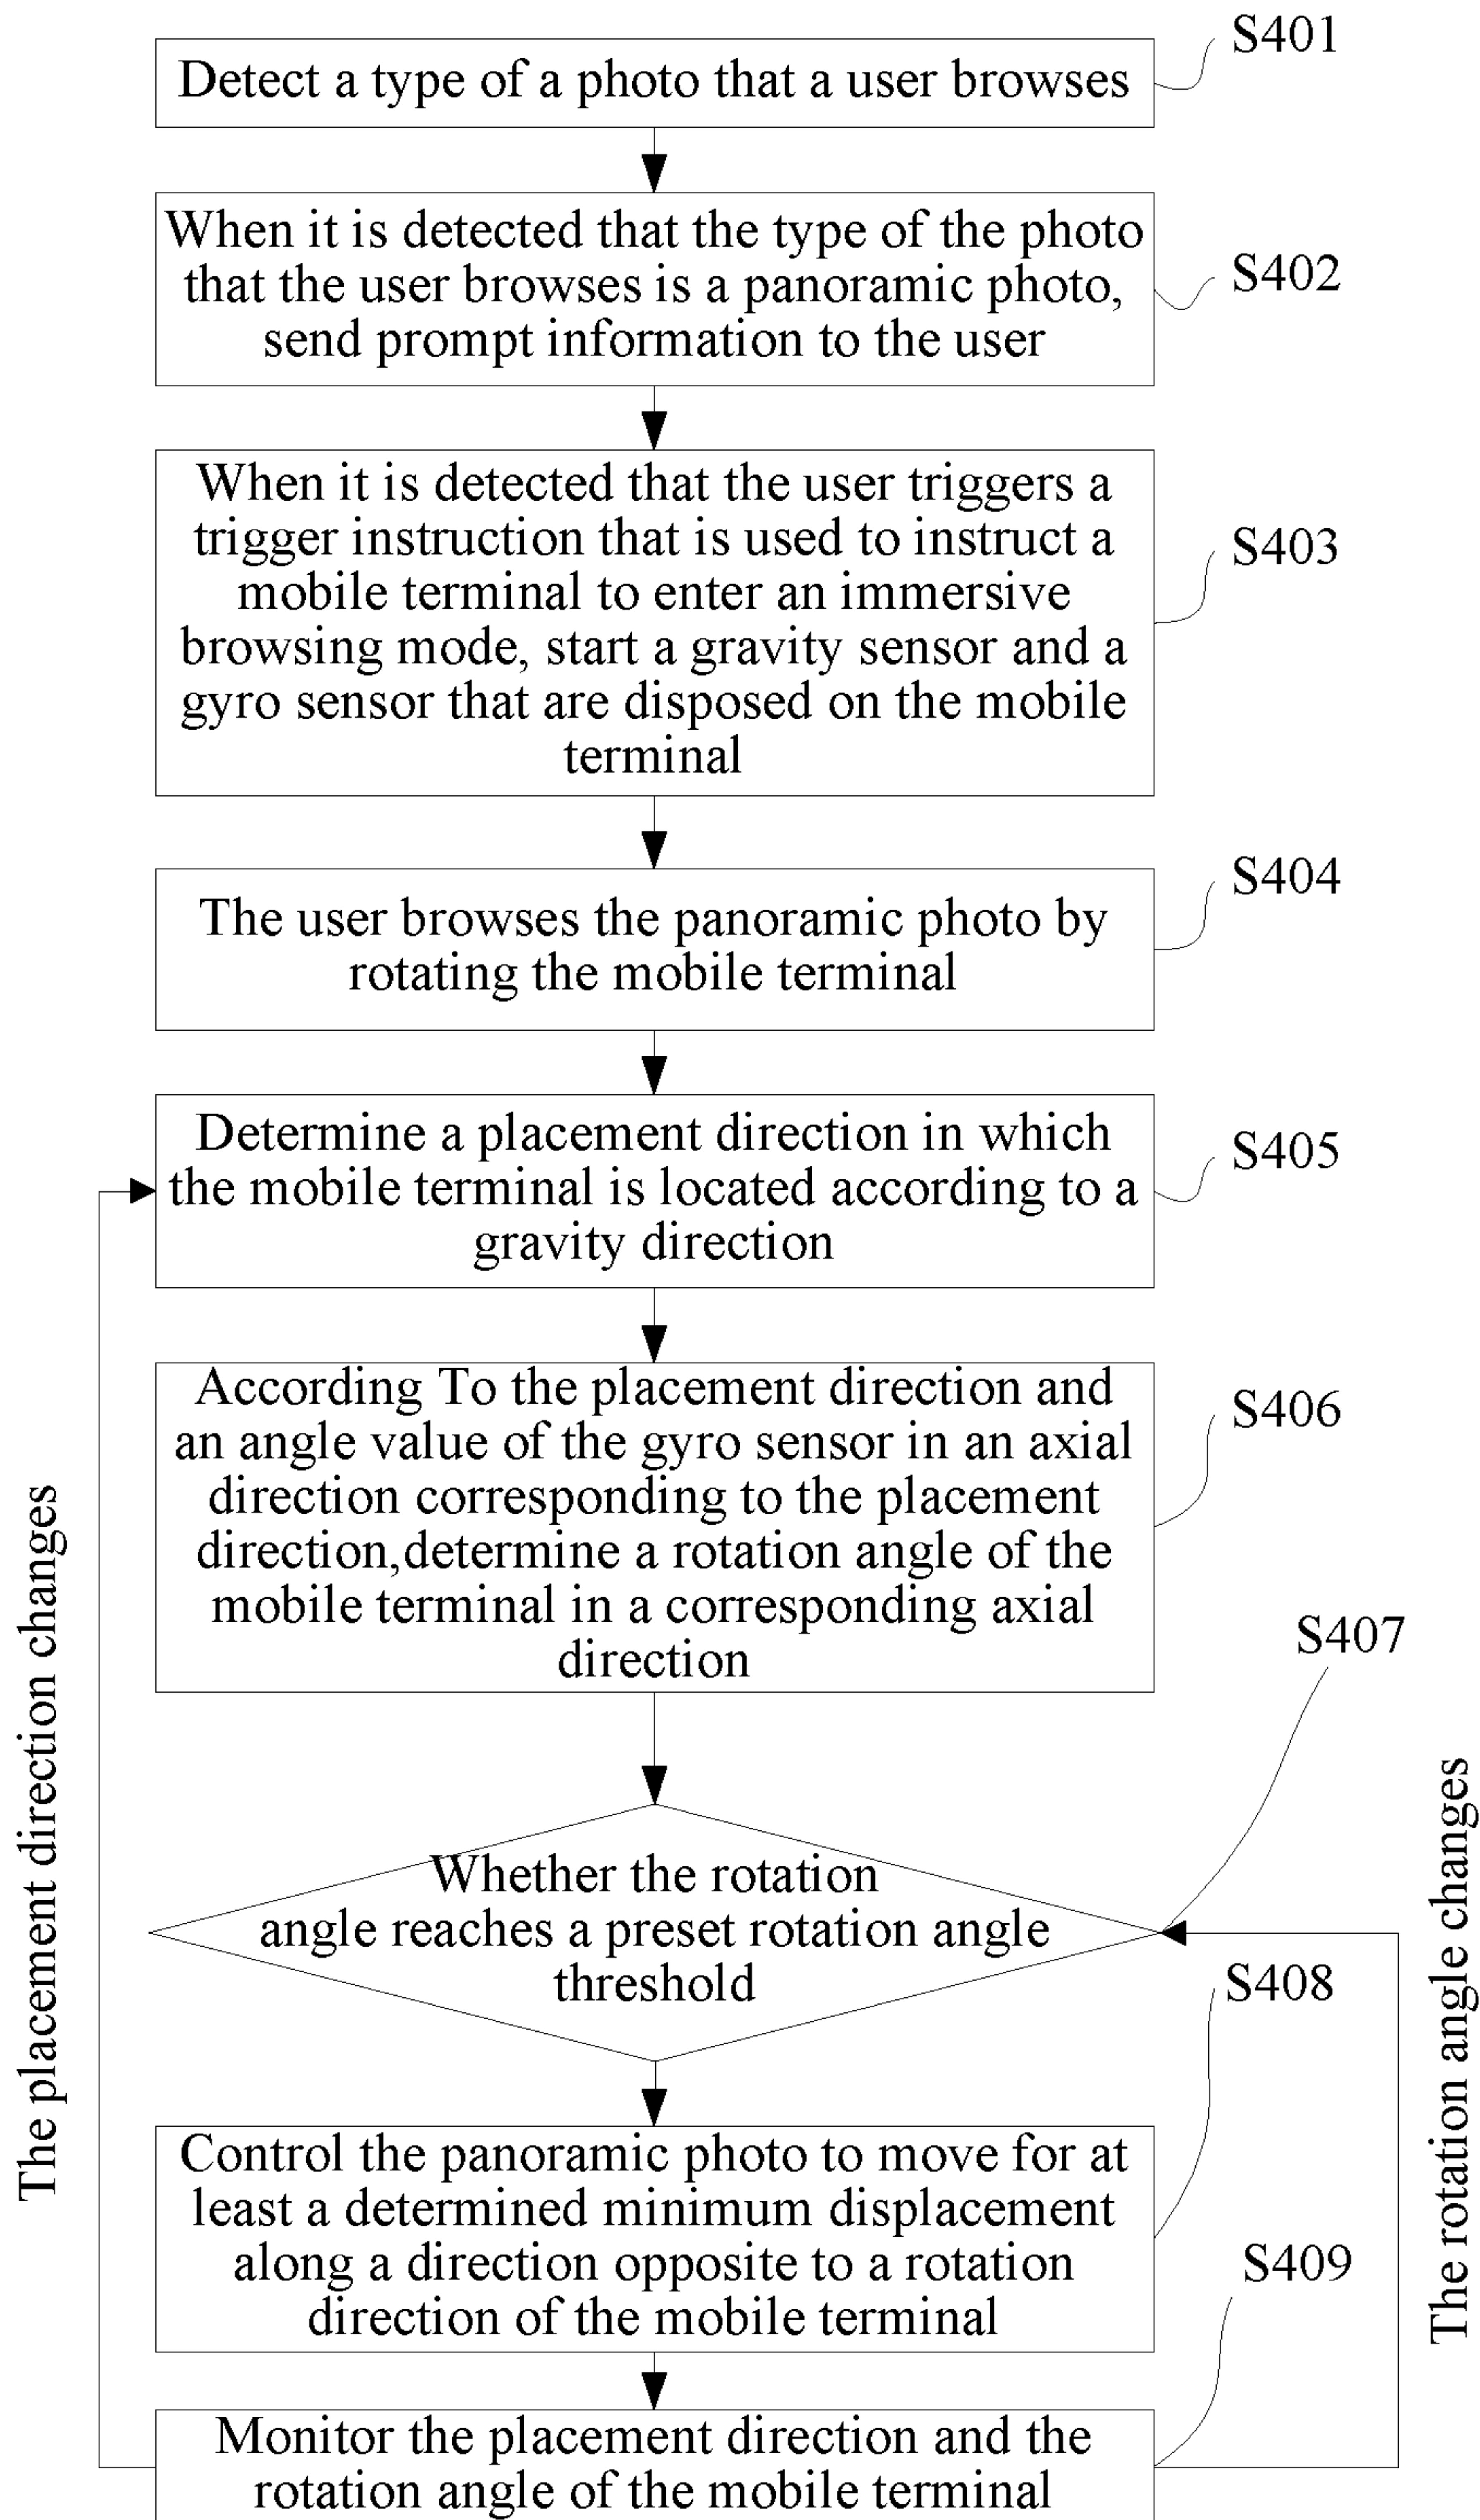 S401
Detect a type of a photo that a user browses
When it is detected that the type of the photo
that the user browses is a panoramic photo,
send prompt information to the user
S402
When it is detected that the user triggers a
trigger instruction that is used to instruct a
mobile terminal to enter an immersive
browsing mode, start a gravity sensor and a
gyro sensor that are disposed on the mobile
terminal
S403
S404
The user browses the panoramic photo by
rotating the mobile terminal
Determine a placement direction in which
the mobile terminal is located according to a
gravity direction
S405
According To the placement direction and
an angle value of the gyro sensor in an axial
direction corresponding to the placement
direction,determine a rotation angle of the
mobile terminal in a corresponding axial
direction
S406
S407
Whether the rotation
angle reaches a preset rotation angle
threshold
S408
Control the panoramic photo to move for at
least a determined minimum displacement
along a direction opposite to a rotation
direction of the mobile terminal
S409
Monitor the placement direction and the
rotation angle of the mobile terminal
The placement direction changes
The rotation angle changes